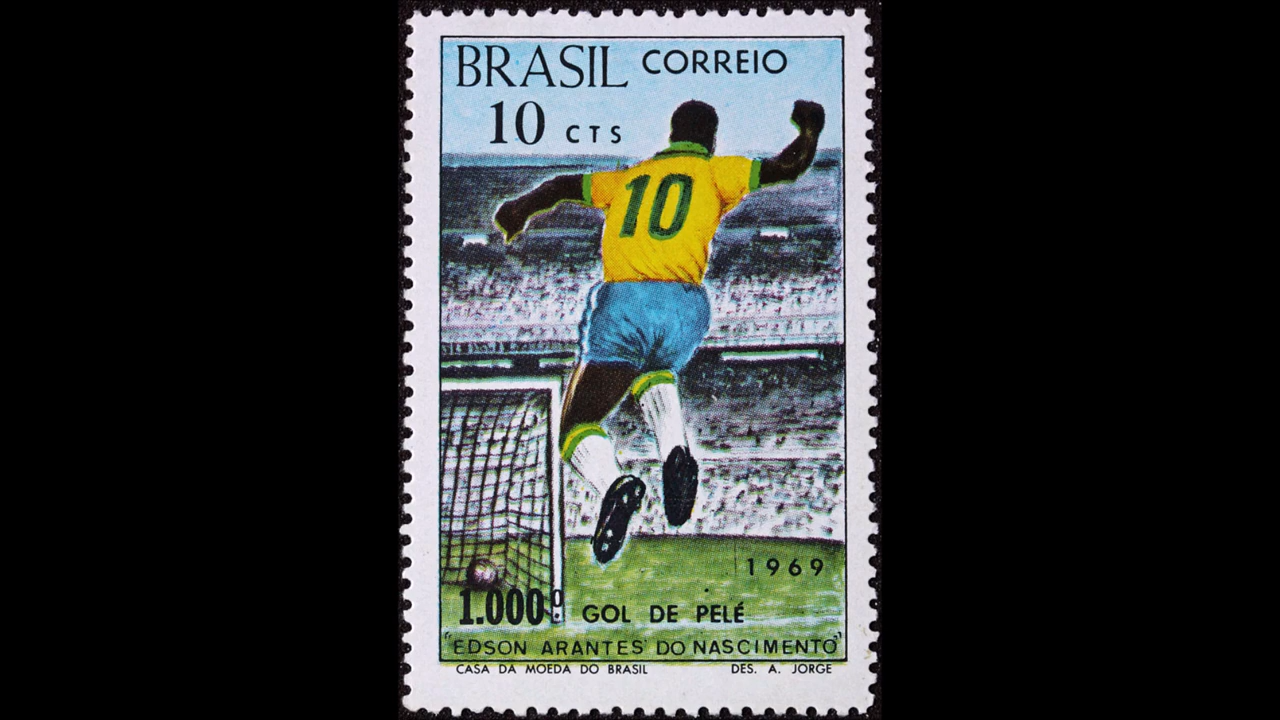 BRASIL CORREIO
10 CTS
10
1969
1.000º GOL DE PELÉ
"EDSON ARANTES DO NASCIMENTO"
CASA DA MOEDA DO BRASIL DES. A. JORGE